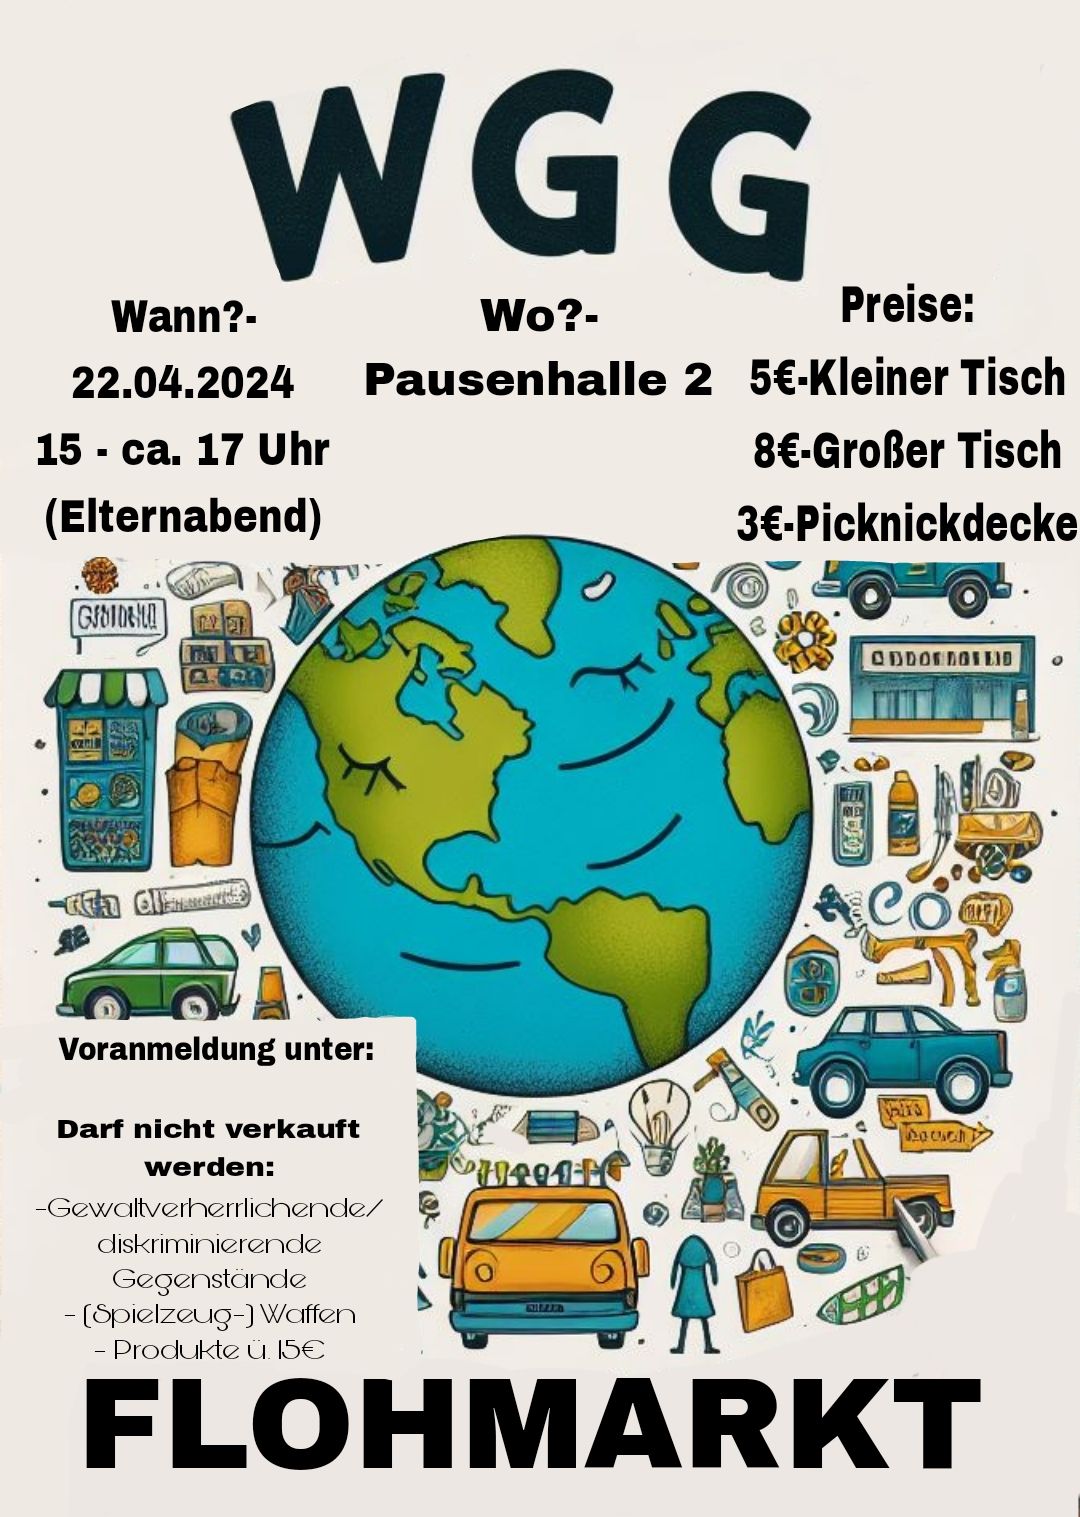 WGG
Wann?-
22.04.2024
15 - ca. 17 Uhr
(Elternabend)
Wo?-
Pausenhalle 2
Preise:
5€-Kleiner Tisch
8€-Großer Tisch
3€-Picknickdecke
Voranmeldung unter:
Darf nicht verkauft
werden:
-Gewaltverherrlichende/
diskriminierende
Gegenstände
- (Spielzeug-) Waffen
- Produkte ü. 15€
FLOHMARKT